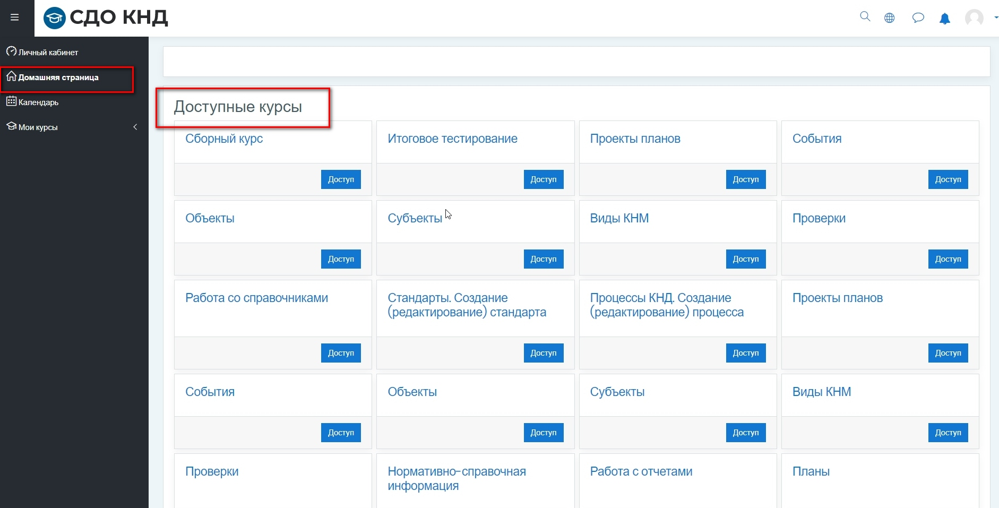 СДО КНД
Личный кабинет
Домашняя страница
Календарь
Мои курсы
Доступные курсы
Сборный курс
Доступ
Итоговое тестирование
Доступ
Проекты планов
Доступ
События
Доступ
Объекты
Доступ
Субъекты
Доступ
Виды КНМ
Доступ
Проверки
Доступ
Работа со справочниками
Доступ
Стандарты. Создание
(редактирование) стандарта
Доступ
Процессы КНД. Создание
(редактирование) процесса
Доступ
Проекты планов
Доступ
События
Доступ
Объекты
Доступ
Субъекты
Доступ
Виды КНМ
Доступ
Проверки
Нормативно-справочная
информация
Работа с отчетами
Планы